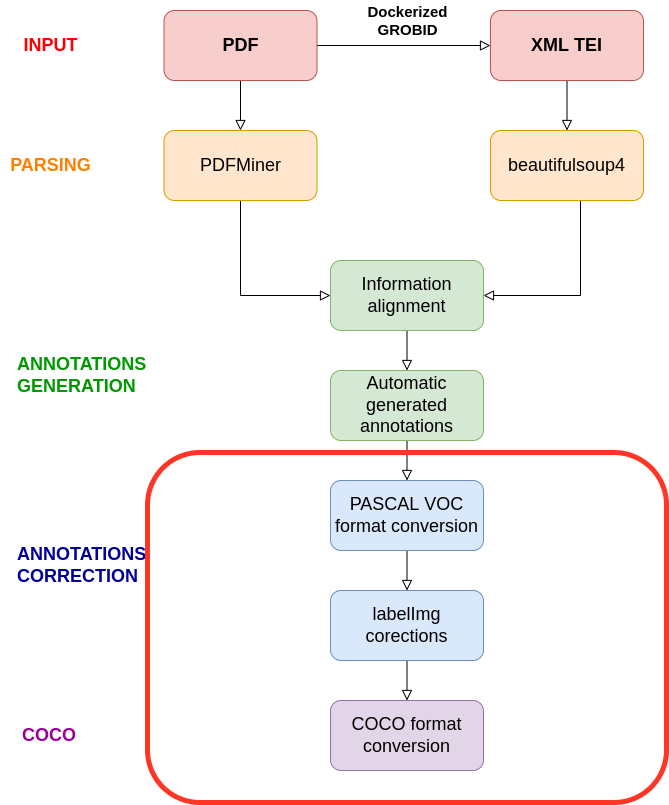 Dockerized
GROBID
INPUT
PDF
XML TEI
PARSING
PDFMiner
beautifulsoup4
Information
alignment
ANNOTATIONS
GENERATION
Automatic
generated
annotations
PASCAL VOC
format conversion
ANNOTATIONS
CORRECTION
labelImg
corections
COCO
COCO format
conversion